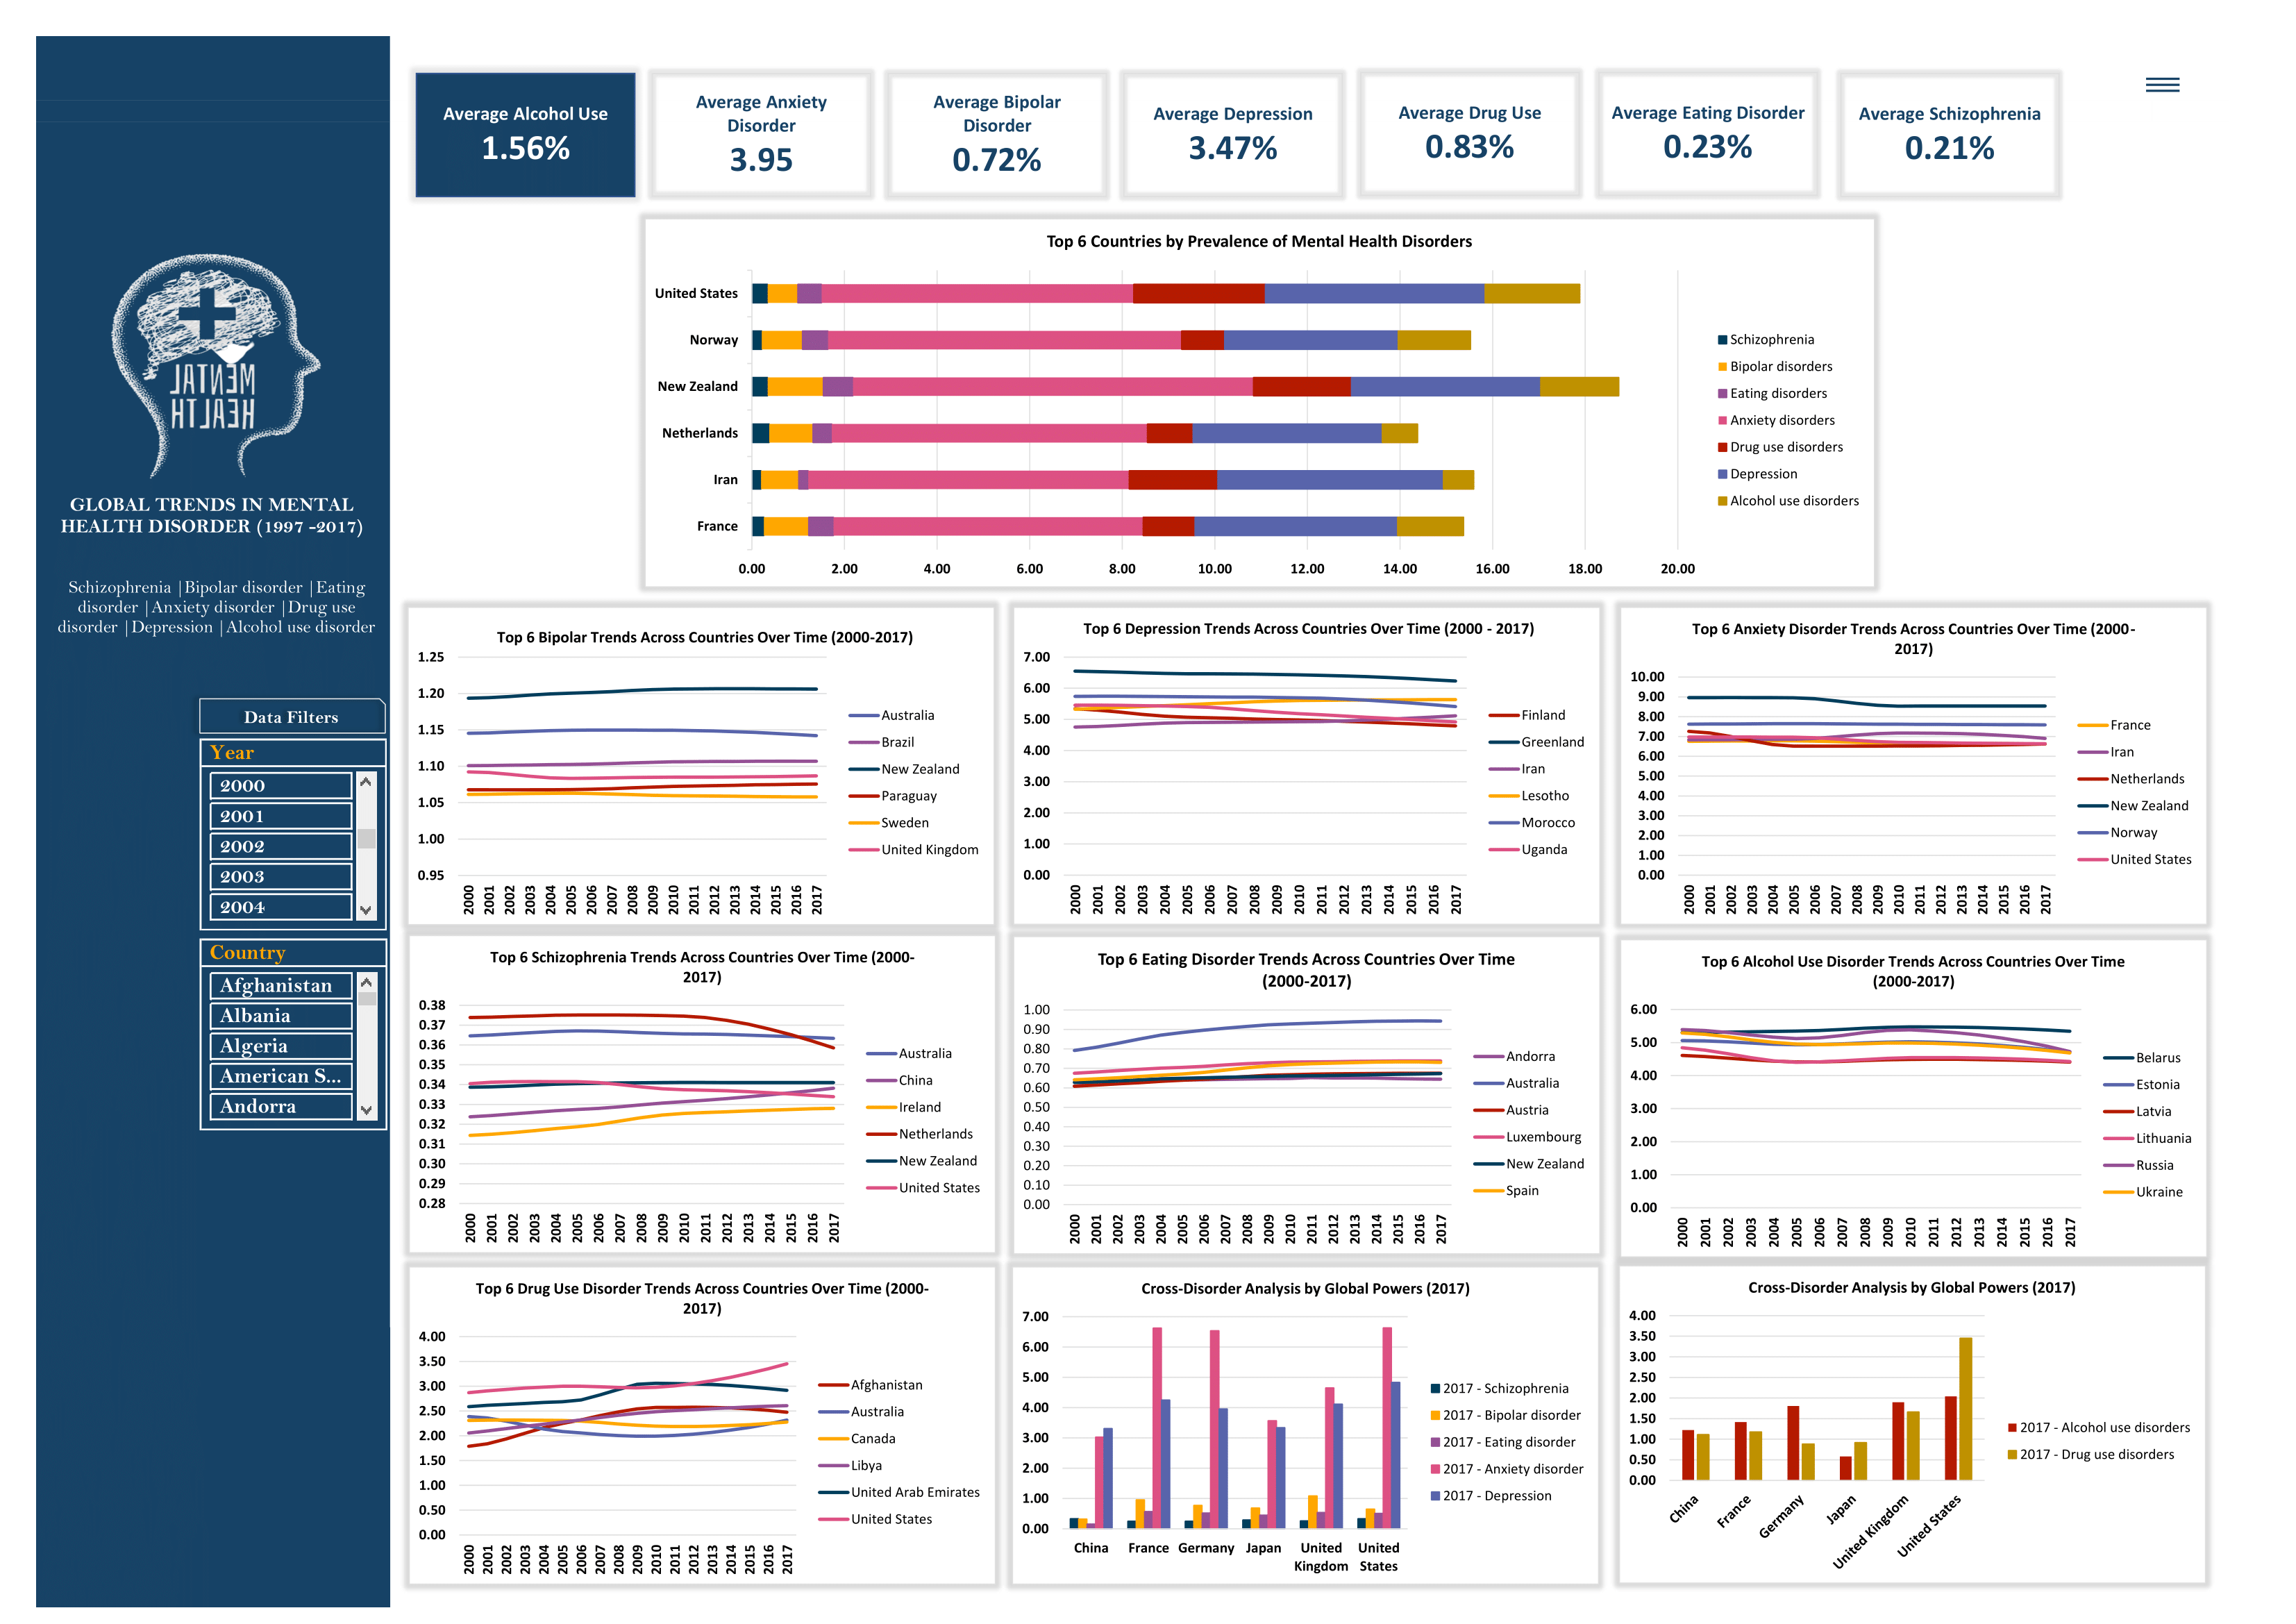 Average Alcohol Use
1.56%
Average Anxiety
Disorder
3.95
Average Bipolar
Disorder
0.72%
Average Depression
3.47%
Average Drug Use
0.83%
Average Eating Disorder
0.23%
Average Schizophrenia
0.21%
MENTAL
HEALTH
GLOBAL TRENDS IN MENTAL
HEALTH DISORDER (1997 -2017)
Schizophrenia |Bipolar disorder |Eating
disorder |Anxiety disorder |Drug use
disorder |Depression |Alcohol use disorder
Data Filters
Year
2000
2001
2002
2003
2004
Country
Afghanistan
Albania
Algeria
American S...
Andorra
Top 6 Countries by Prevalence of Mental Health Disorders
United States
Norway
New Zealand
Netherlands
Iran
France
0.00 2.00 4.00 6.00 8.00 10.00 12.00 14.00 16.00 18.00 20.00
Schizophrenia
Bipolar disorders
Eating disorders
Anxiety disorders
Drug use disorders
Depression
Alcohol use disorders
Top 6 Bipolar Trends Across Countries Over Time (2000-2017)
1.25
1.20
1.15
1.10
1.05
1.00
0.95
2000 2001 2002 2003 2004 2005 2006 2007 2008 2009 2010 2011 2012 2013 2014 2015 2016 2017
Australia
Brazil
New Zealand
Paraguay
Sweden
United Kingdom
Top 6 Depression Trends Across Countries Over Time (2000 - 2017)
7.00
6.00
5.00
4.00
3.00
2.00
1.00
0.00
2000 2001 2002 2003 2004 2005 2006 2007 2008 2009 2010 2011 2012 2013 2014 2015 2016 2017
Finland
Greenland
Iran
Lesotho
Morocco
Uganda
Top 6 Anxiety Disorder Trends Across Countries Over Time (2000-
2017)
10.00
9.00
8.00
7.00
6.00
5.00
4.00
3.00
2.00
1.00
0.00
2000 2001 2002 2003 2004 2005 2006 2007 2008 2009 2010 2011 2012 2013 2014 2015 2016 2017
France
Iran
Netherlands
New Zealand
Norway
United States
Top 6 Schizophrenia Trends Across Countries Over Time (2000-
2017)
0.38
0.37
0.36
0.35
0.34
0.33
0.32
0.31
0.30
0.29
0.28
2000 2001 2002 2003 2004 2005 2006 2007 2008 2009 2010 2011 2012 2013 2014 2015 2016 2017
Australia
China
Ireland
Netherlands
New Zealand
United States
Top 6 Eating Disorder Trends Across Countries Over Time
(2000-2017)
1.00
0.90
0.80
0.70
0.60
0.50
0.40
0.30
0.20
0.10
0.00
2000 2001 2002 2003 2004 2005 2006 2007 2008 2009 2010 2011 2012 2013 2014 2015 2016 2017
Andorra
Australia
Austria
Luxembourg
New Zealand
Spain
Top 6 Alcohol Use Disorder Trends Across Countries Over Time
(2000-2017)
6.00
5.00
4.00
3.00
2.00
1.00
0.00
2000 2001 2002 2003 2004 2005 2006 2007 2008 2009 2010 2011 2012 2013 2014 2015 2016 2017
Belarus
Estonia
Latvia
Lithuania
Russia
Ukraine
Top 6 Drug Use Disorder Trends Across Countries Over Time (2000-
2017)
4.00
3.50
3.00
2.50
2.00
1.50
1.00
0.50
0.00
2000 2001 2002 2003 2004 2005 2006 2007 2008 2009 2010 2011 2012 2013 2014 2015 2016 2017
Afghanistan
Australia
Canada
Libya
United Arab Emirates
United States
Cross-Disorder Analysis by Global Powers (2017)
7.00
6.00
5.00
4.00
3.00
2.00
1.00
0.00
China France Germany Japan United Kingdom United States
2017 - Schizophrenia
2017 - Bipolar disorder
2017 - Eating disorder
2017 - Anxiety disorder
2017 - Depression
Cross-Disorder Analysis by Global Powers (2017)
4.00
3.50
3.00
2.50
2.00
1.50
1.00
0.50
0.00
China France Germany Japan United Kingdom United States
2017 - Alcohol use disorders
2017 - Drug use disorders